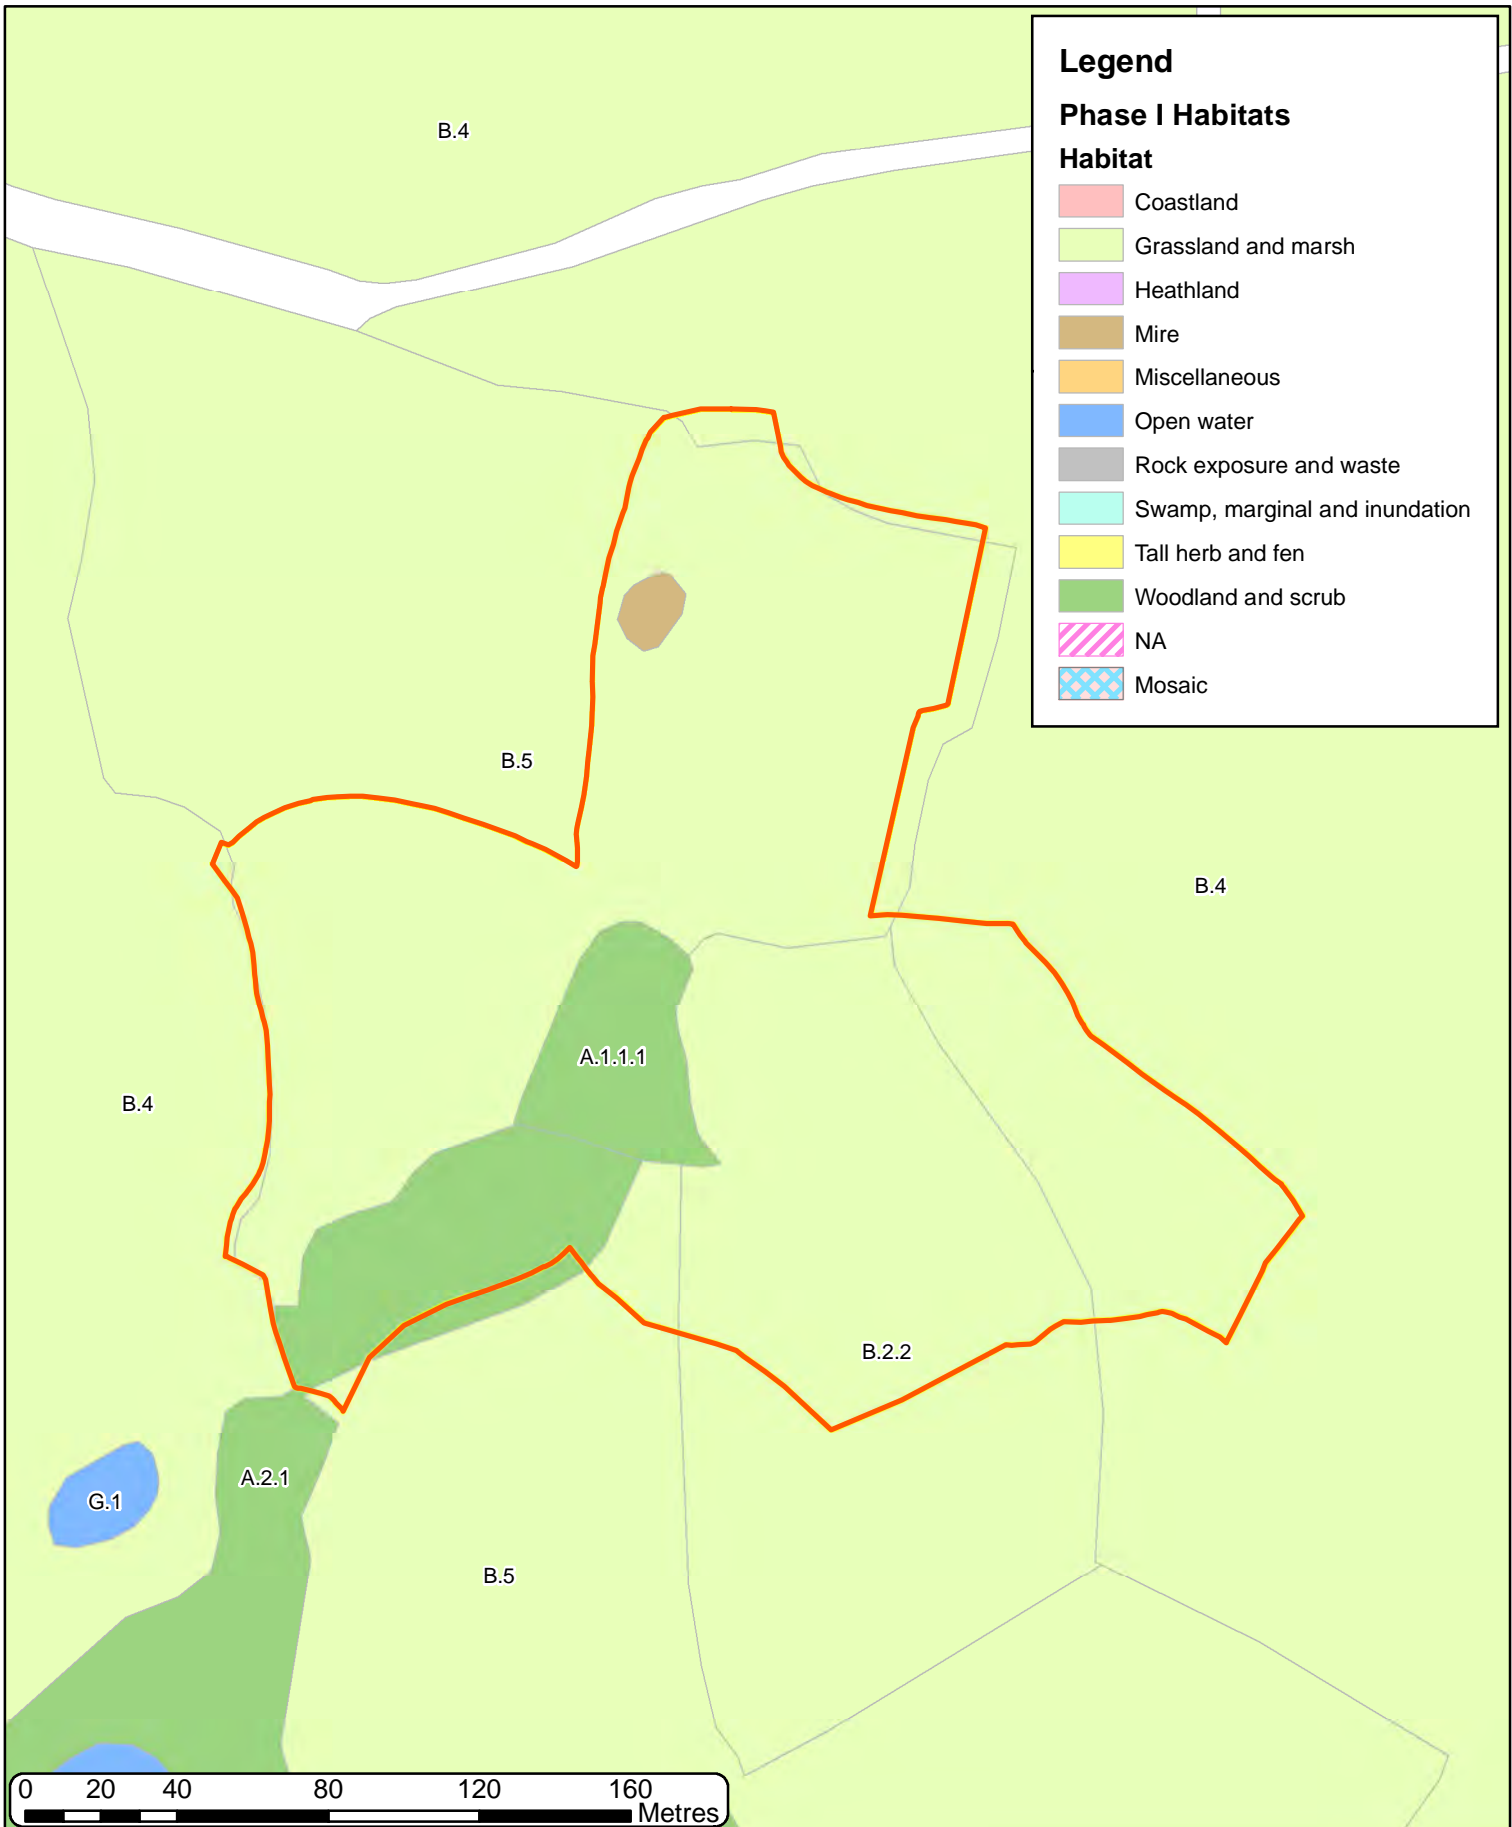 Legend
Phase I Habitats
Habitat
Coastland
Grassland and marsh
Heathland
Mire
Miscellaneous
Open water
Rock exposure and waste
Swamp, marginal and inundation
Tall herb and fen
Woodland and scrub
NA
Mosaic
B.4
B.5
B.4
A.1.1.1
B.4
B.2.2
A.2.1
G.1
B.5
0 20 40 80 120 160
Metres